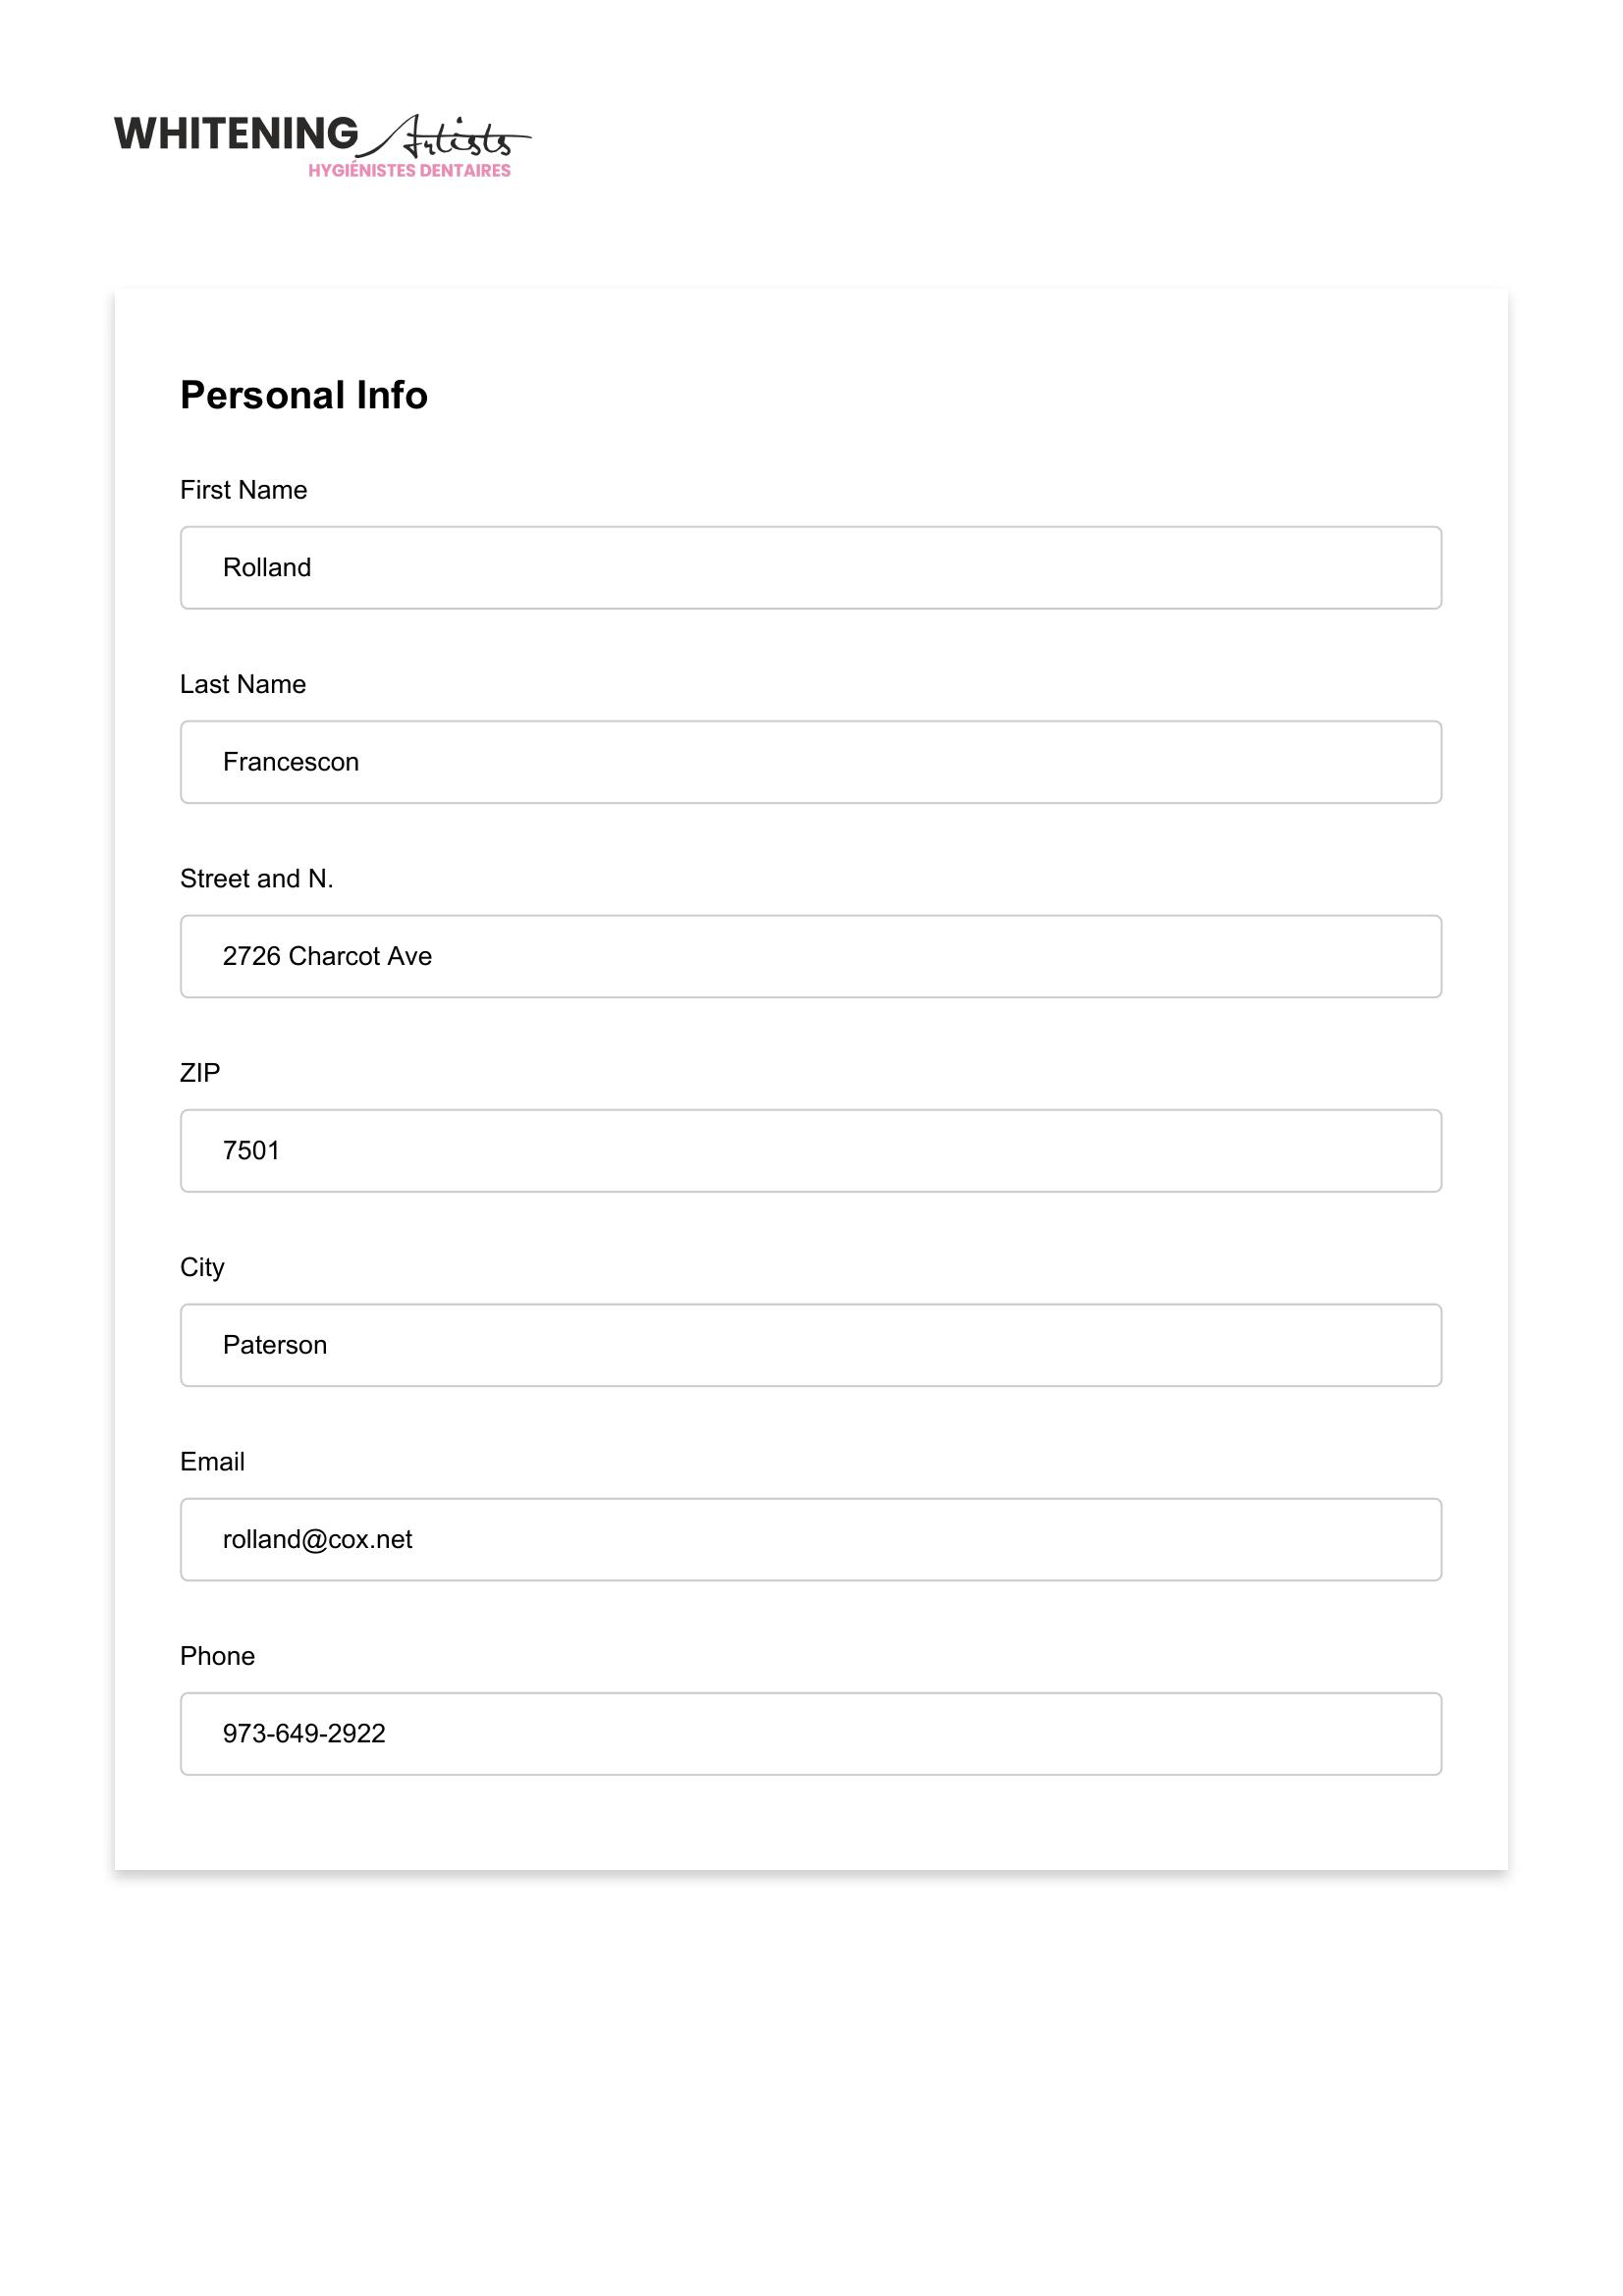 WHITENING Artists
HYGIÉNISTES DENTAIRES
Personal Info
First Name
Rolland
Last Name
Francescon
Street and N.
2726 Charcot Ave
ZIP
7501
City
Paterson
Email
rolland@cox.net
Phone
973-649-2922